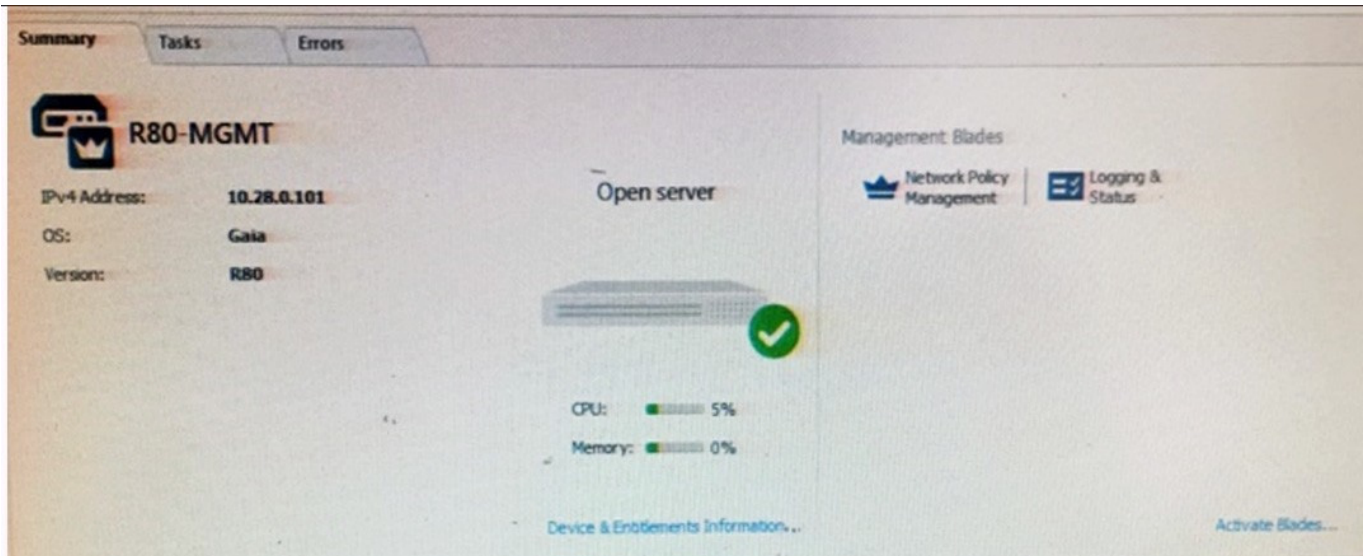 Summary
Tasks
Errors
R80-MGMT
IPv4 Address:
10.28.0.101
OS:
Gaia
Version:
R80
Open server
CPU:
5%
Memory:
0%
Device & Entitlements Information...
Management Blades
Network Policy
Management
Logging &
Status
Activate Blades...